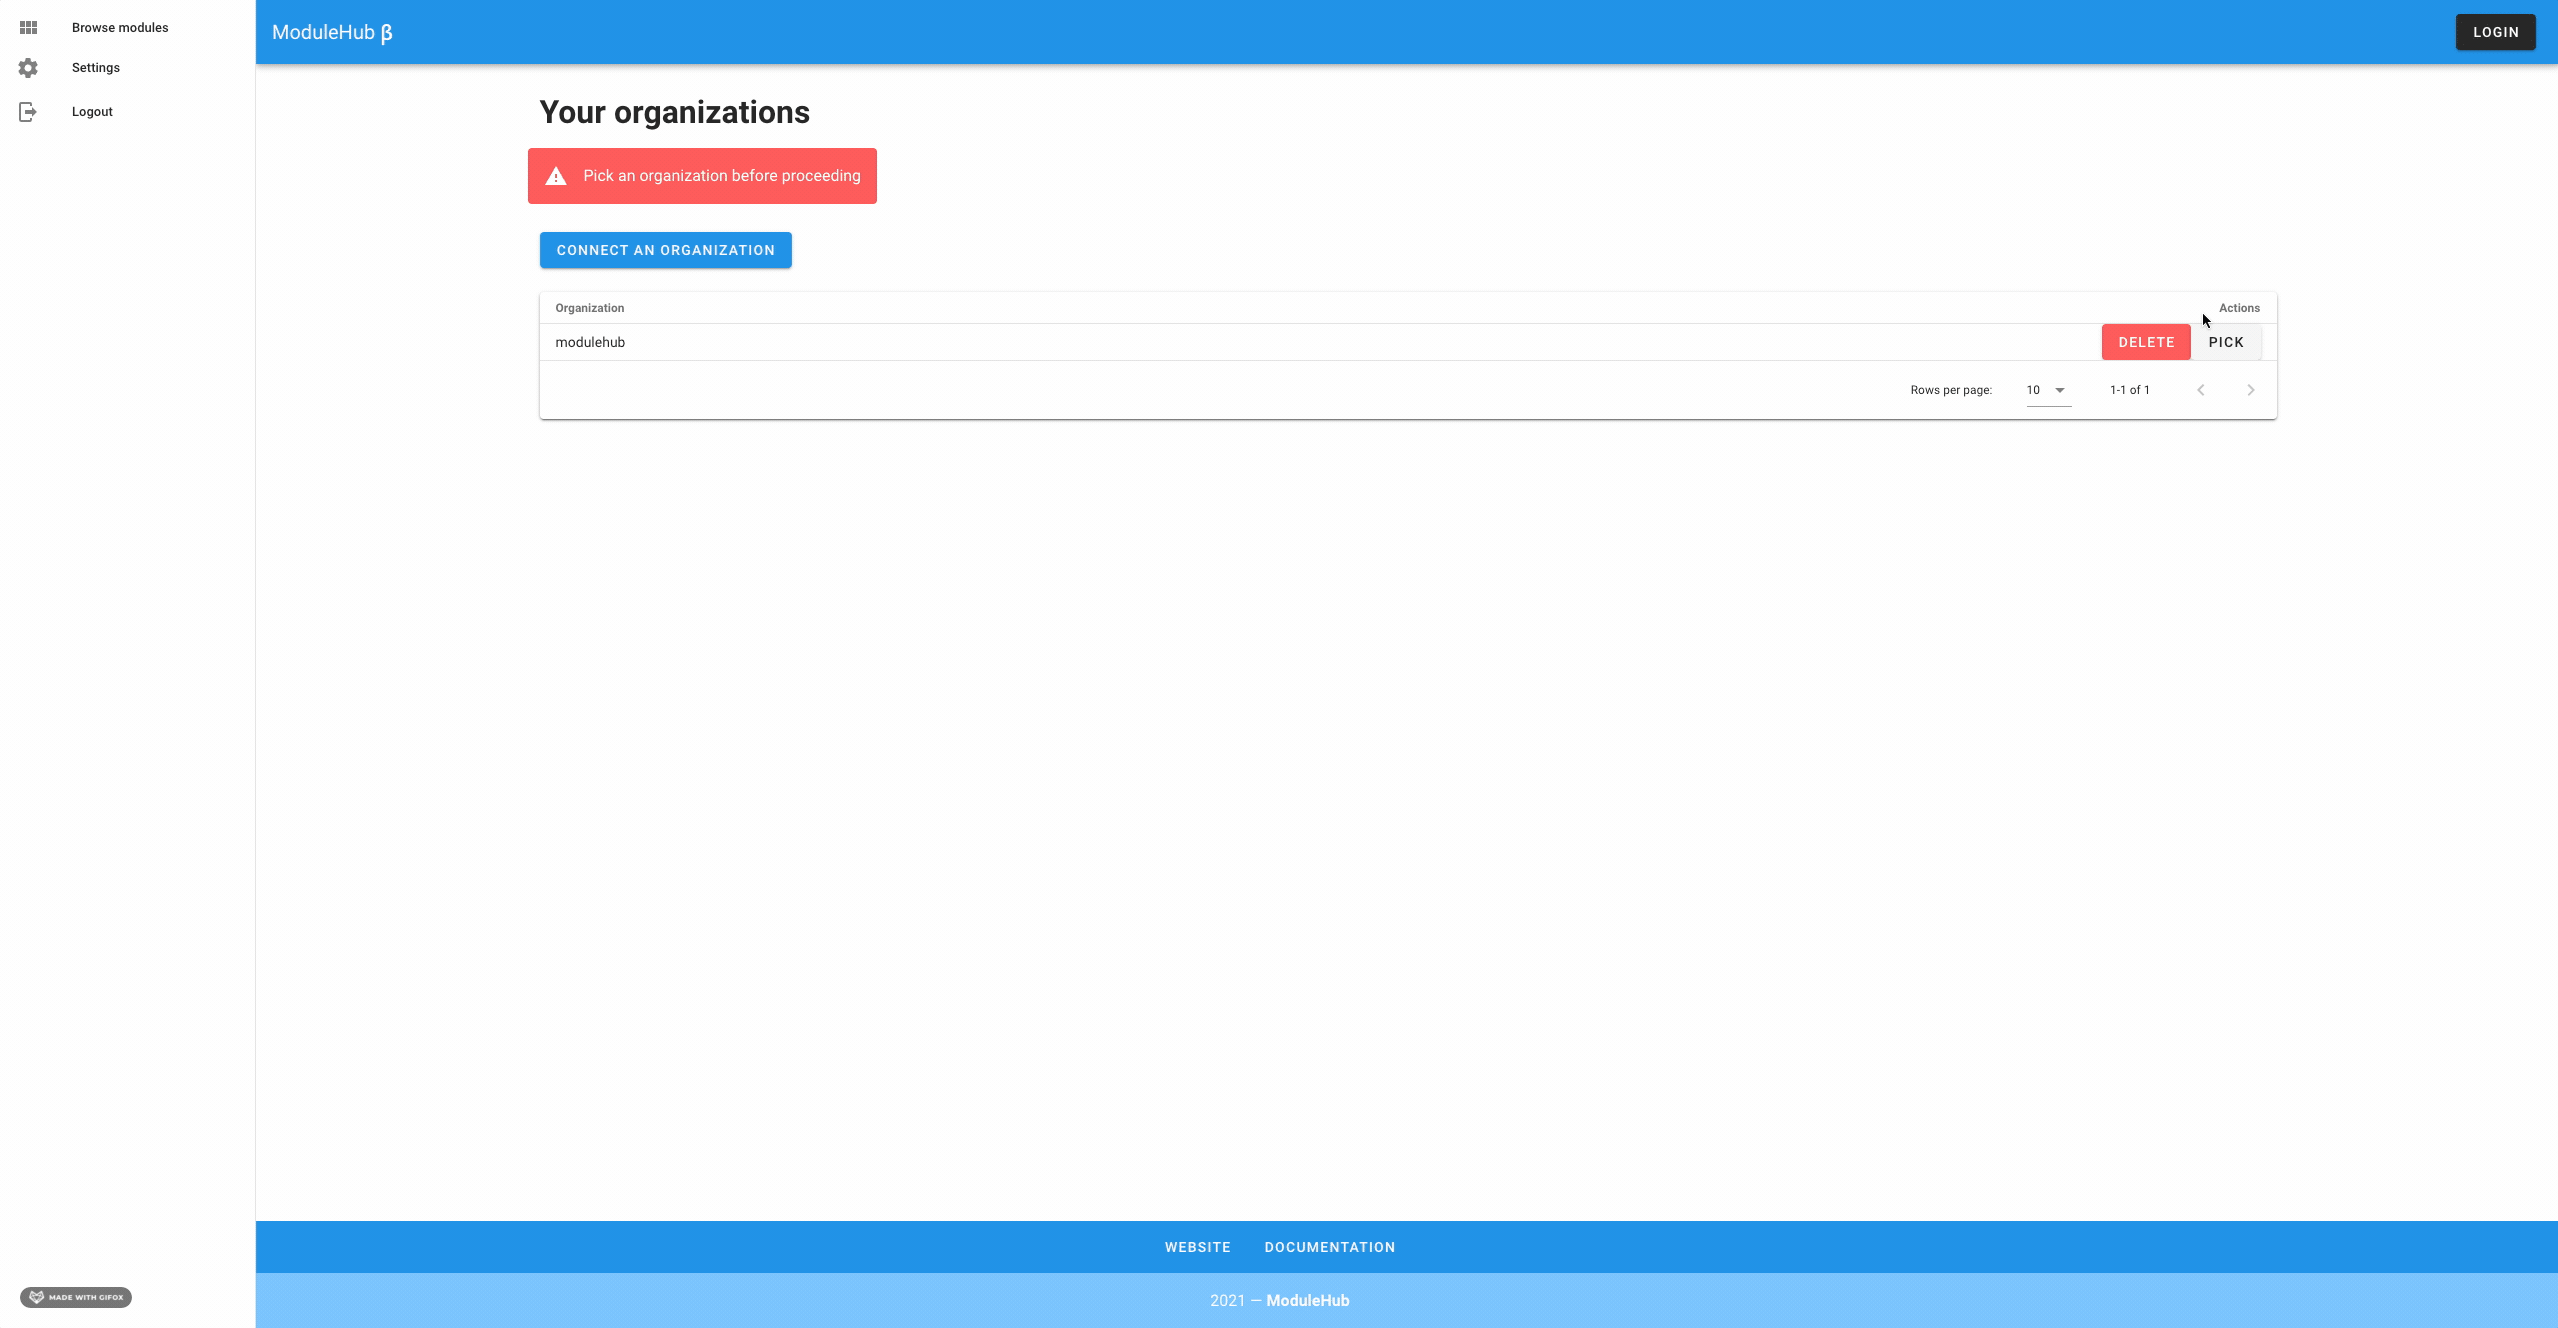 Browse modules
Settings
Logout
ModuleHub β
LOGIN
Your organizations
Pick an organization before proceeding
CONNECT AN ORGANIZATION
Organization Actions
modulehub DELETE PICK
Rows per page: 10 1-1 of 1
WEBSITE DOCUMENTATION
2021 — ModuleHub
MADE WITH GIFOX